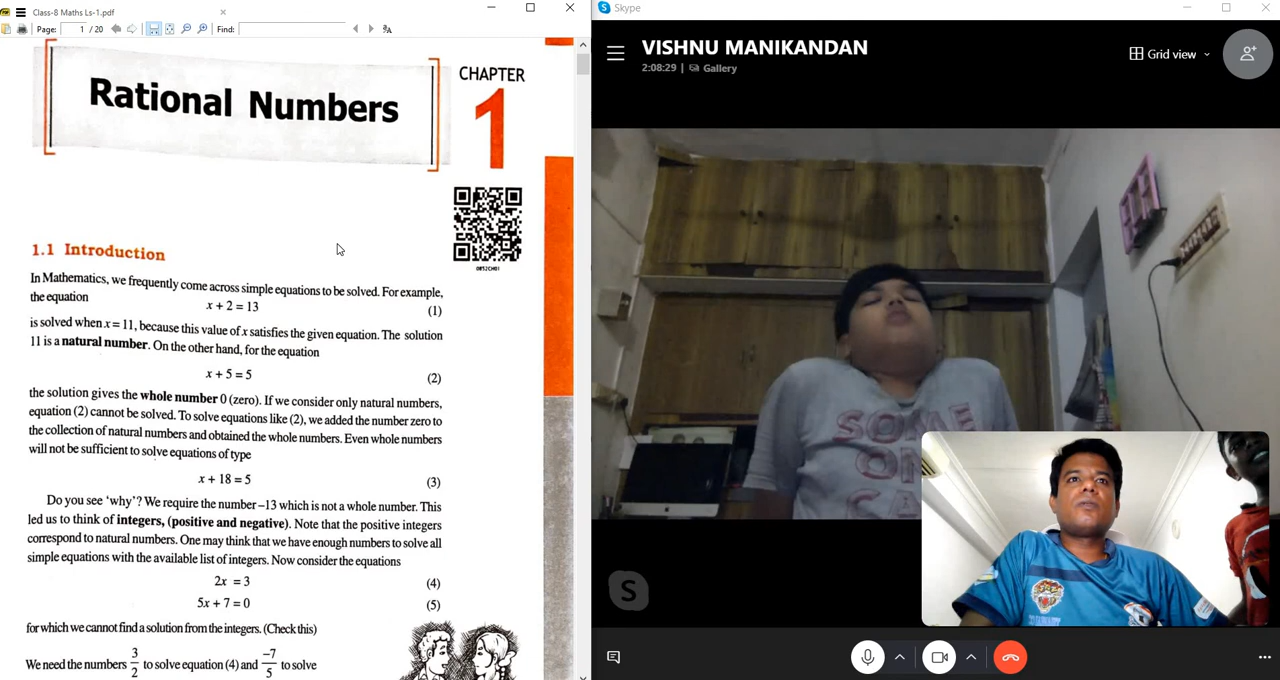 Class-8 Maths Ls-1.pdf
Page: 1 / 20 Find:
Rational Numbers
CHAPTER
1
0852CH01
1.1 Introduction
In Mathematics, we frequently come across simple equations to be solved. For example,
the equation
x + 2 = 13 (1)
is solved when x = 11, because this value of x satisfies the given equation. The solution
11 is a natural number. On the other hand, for the equation
x + 5 = 5 (2)
the solution gives the whole number 0 (zero). If we consider only natural numbers,
equation (2) cannot be solved. To solve equations like (2), we added the number zero to
the collection of natural numbers and obtained the whole numbers. Even whole numbers
will not be sufficient to solve equations of type
x + 18 = 5 (3)
Do you see 'why'? We require the number –13 which is not a whole number. This
led us to think of integers, (positive and negative). Note that the positive integers
correspond to natural numbers. One may think that we have enough numbers to solve all
simple equations with the available list of integers. Now consider the equations
2x = 3 (4)
5x + 7 = 0 (5)
for which we cannot find a solution from the integers. (Check this)
We need the numbers 3/2 to solve equation (4) and -7/5 to solve
Skype
VISHNU MANIKANDAN
2:08:29 | Gallery
Grid view
SOME
ON
CA
S